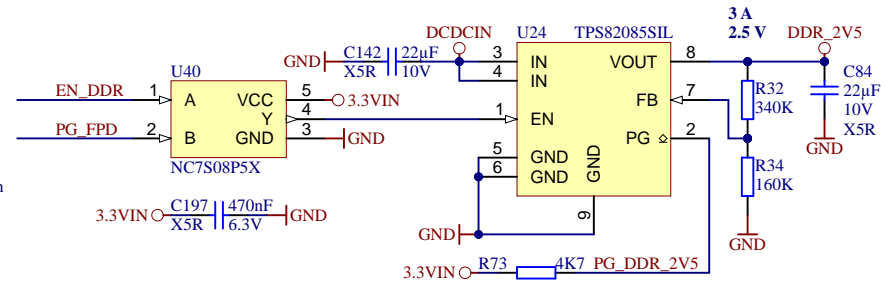 3 A
2.5 V
DCDCIN
U24
TPS82085SIL
DDR_2V5
GND
C142
22µF
X5R
10V
3
IN
4
IN
VOUT
8
U40
EN_DDR
1
A
VCC
5
3.3VIN
Y
4
1
EN
FB
7
R32
340K
C84
22µF
10V
X5R
GND
PG_FPD
2
B
GND
3
GND
NC7S08P5X
PG
2
5
GND
6
GND
GND
9
R34
160K
GND
n
3.3VIN
C197
470nF
X5R
6.3V
GND
GND
3.3VIN
R73
4K7
PG_DDR_2V5